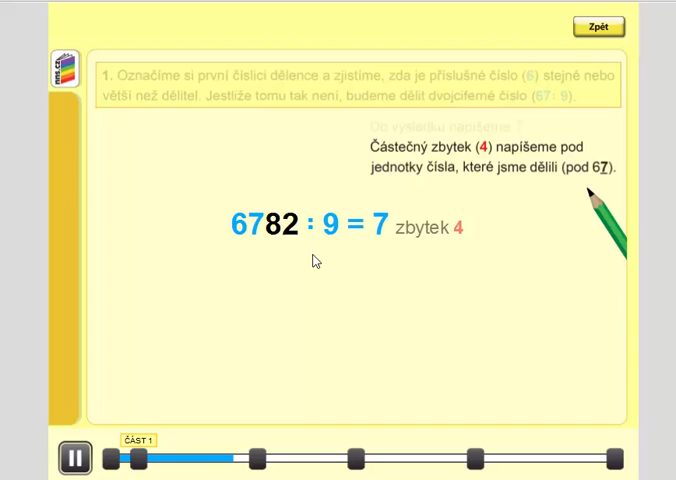 Zpět
nns.cz
1. Označíme si první číslici dělence a zjistíme, zda je příslušné číslo (6) stejné nebo
větší než dělitel. Jestliže tomu tak není, budeme dělit dvojciferné číslo (67: 9).
Do výsledku napíšeme 7
Částečný zbytek (4) napíšeme pod
jednotky čísla, které jsme dělili (pod 67).
6782 : 9 = 7 zbytek 4
ČÁST 1